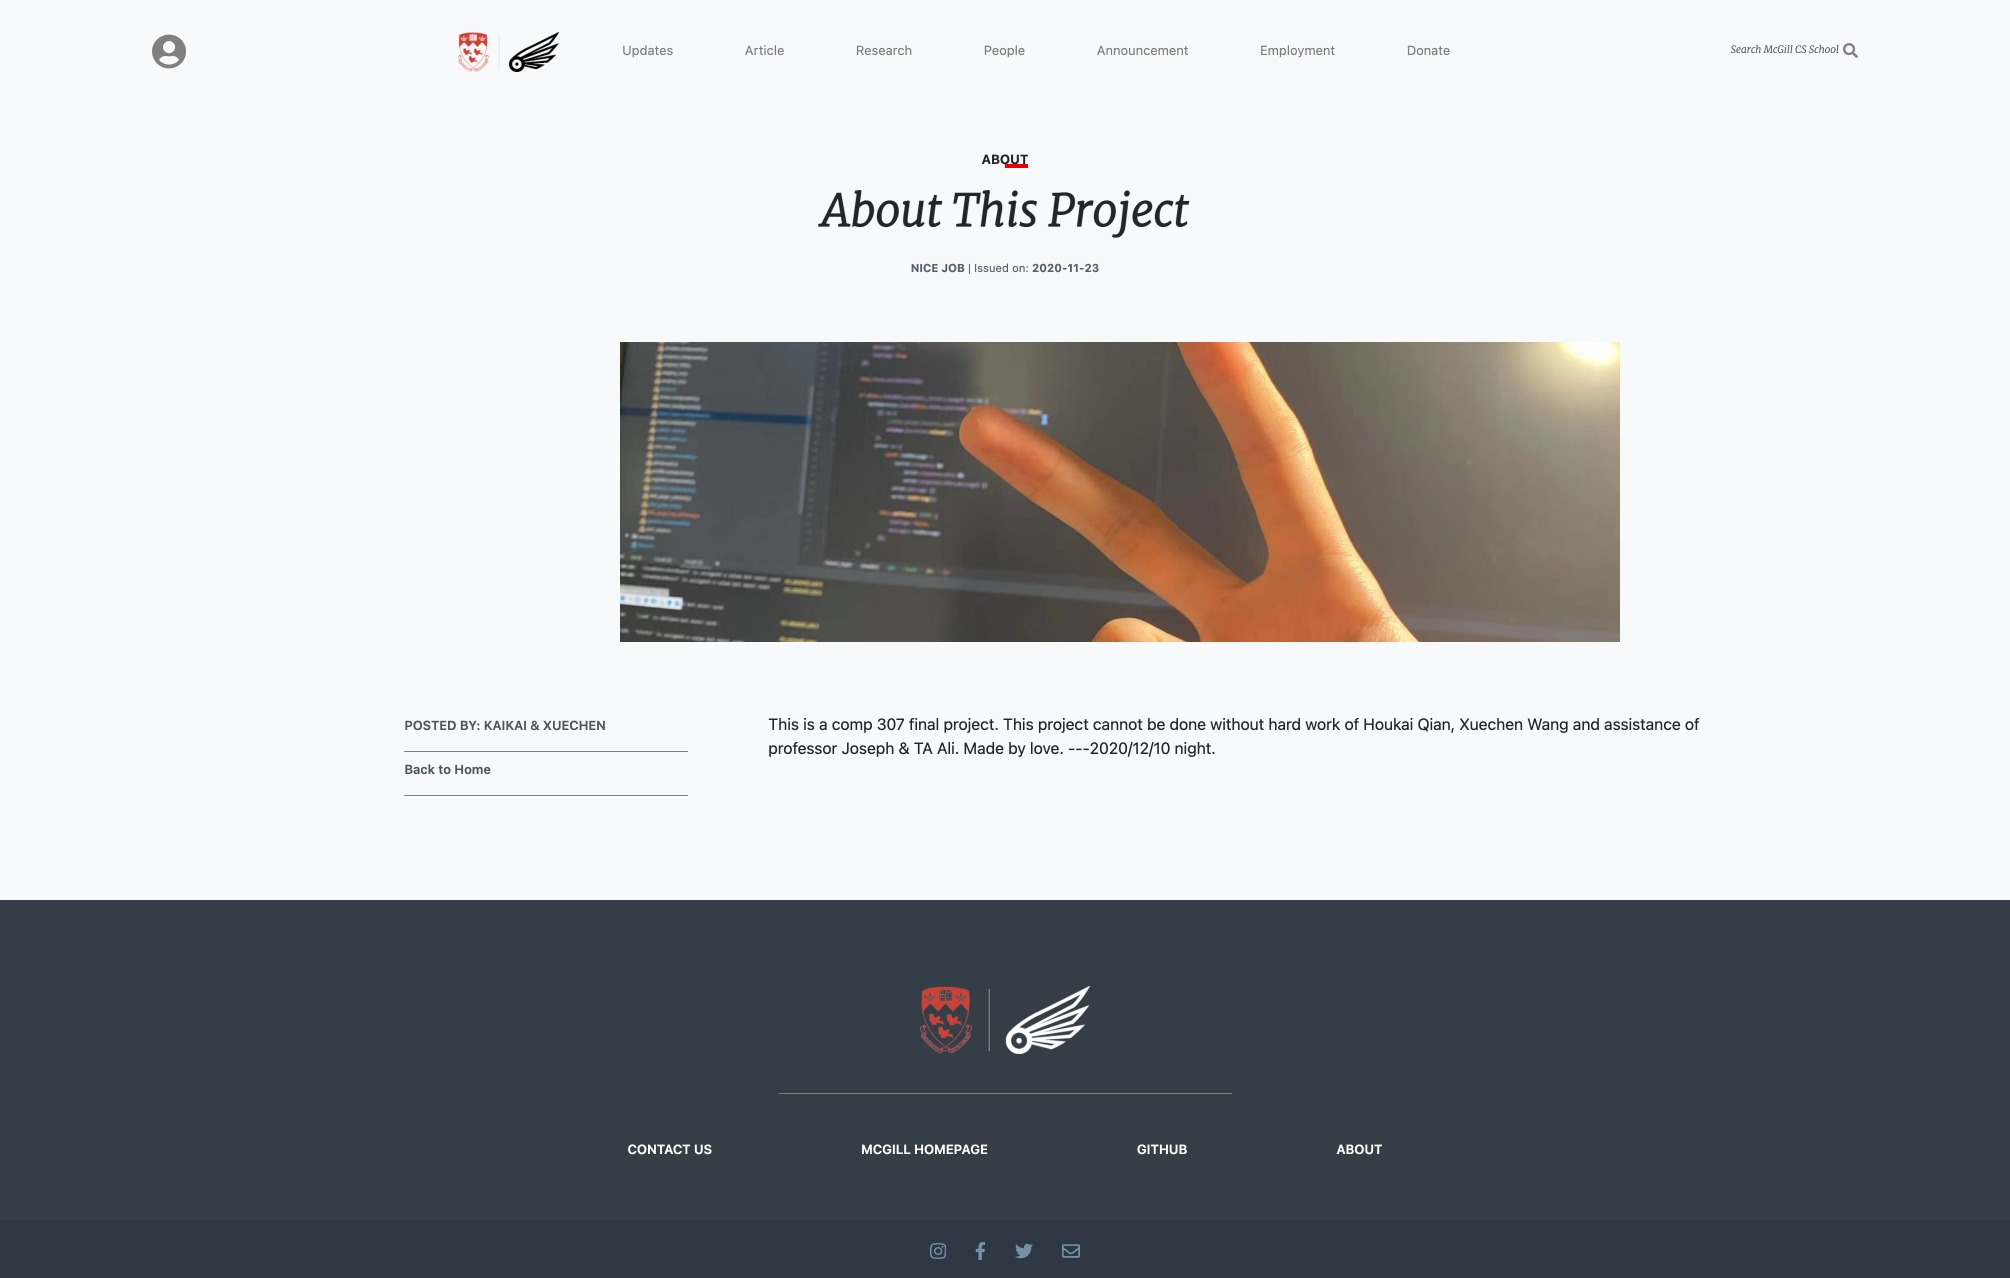 Updates Article Research People Announcement Employment Donate Search McGill CS School
ABOUT
About This Project
NICE JOB | Issued on: 2020-11-23
POSTED BY: KAIKAI & XUECHEN
Back to Home
This is a comp 307 final project. This project cannot be done without hard work of Houkai Qian, Xuechen Wang and assistance of
professor Joseph & TA Ali. Made by love. ---2020/12/10 night.
CONTACT US MCGILL HOMEPAGE GITHUB ABOUT